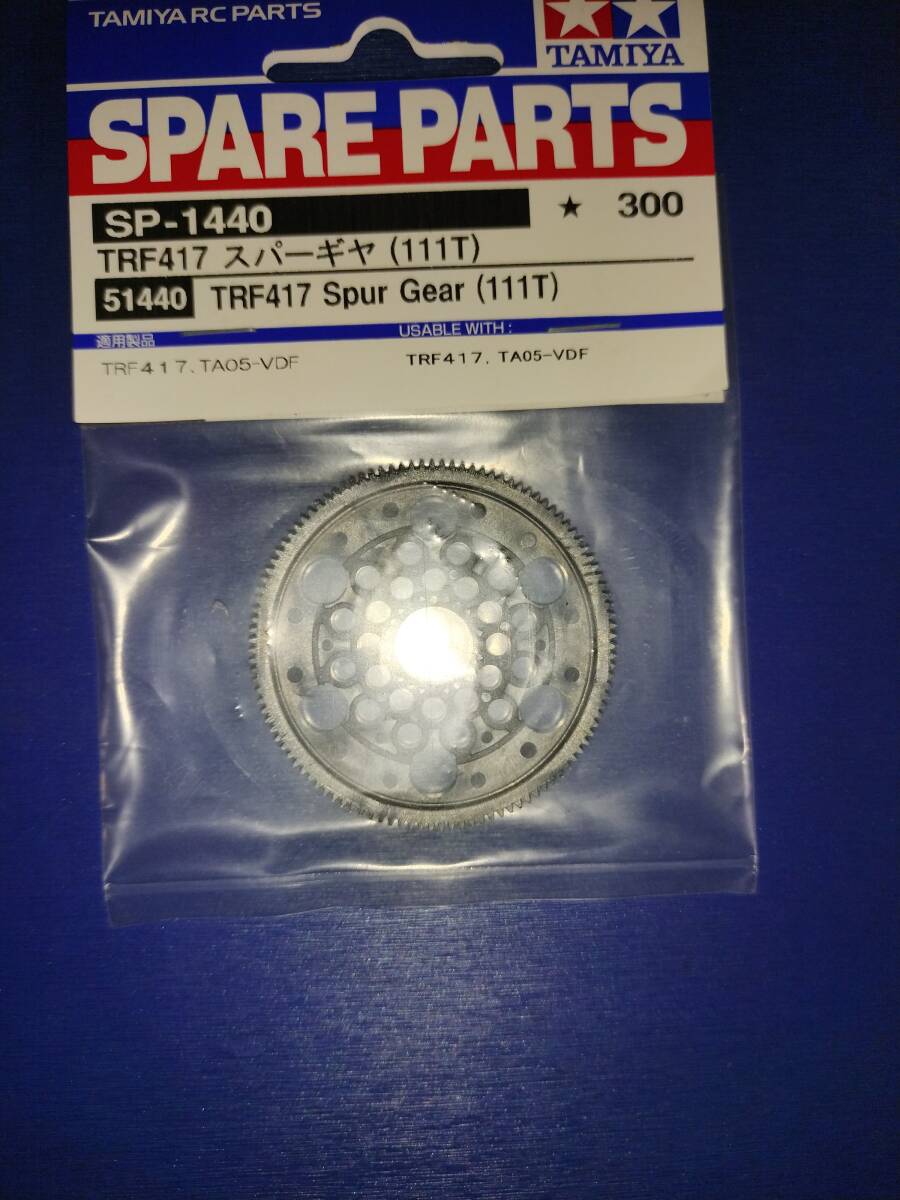 TAMIYA RC PARTS
TAMIYA
SPARE PARTS
SP-1440 ★ 300
TRF417 スパーギヤ (111T)
51440 TRF417 Spur Gear (111T)
適用製品 USABLE WITH :
TRF417, TA05-VDF TRF417, TA05-VDF